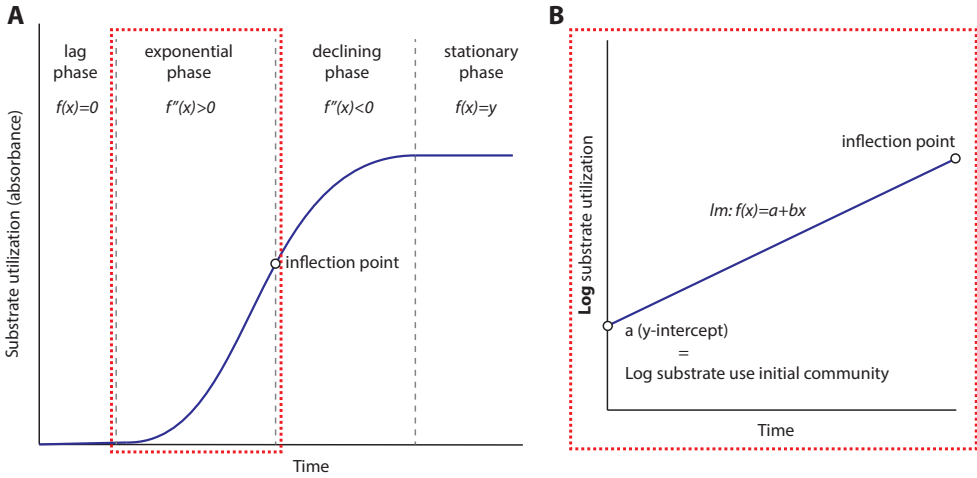 A
lag
phase
f(x)=0
exponential
phase
f″(x)>0
declining
phase
f″(x)<0
stationary
phase
f(x)=y
Substrate utilization (absorbance)
inflection point
Time
B
Log substrate utilization
inflection point
lm: f(x)=a+bx
a (y-intercept)
=
Log substrate use initial community
Time